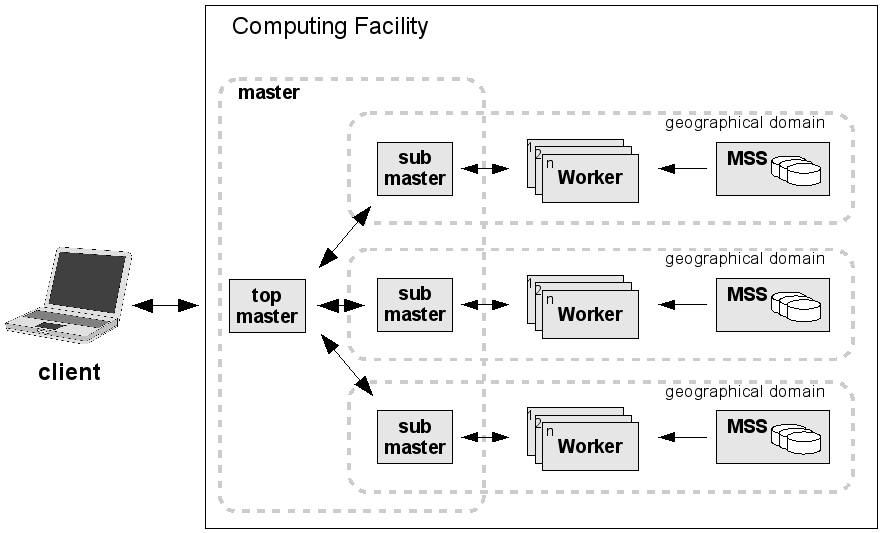 Computing Facility
master
geographical domain
sub
master
1
2
n
Worker
MSS
geographical domain
top
master
sub
master
1
2
n
Worker
MSS
client
geographical domain
sub
master
1
2
n
Worker
MSS